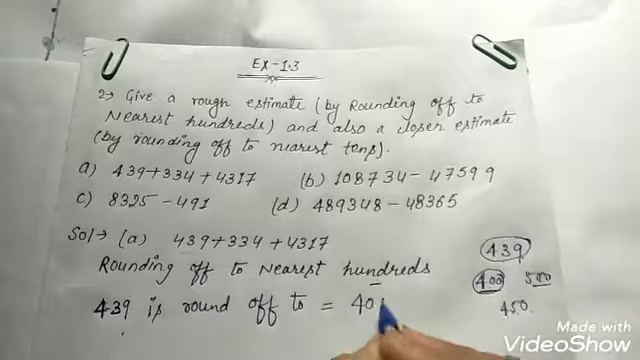 EX-1.3
2→ Give a rough estimate (by Rounding off to
Nearest hundreds) and also a closer estimate
(by rounding off to nearest tens).
a) 439+334+4317 (b) 108734-47599
c) 8325-491 (d) 489348-48365
Sol→ (a) 439+334+4317
Rounding off to Nearest hundreds
439 is round off to = 40
439
400 500
450
Made with
VideoShow